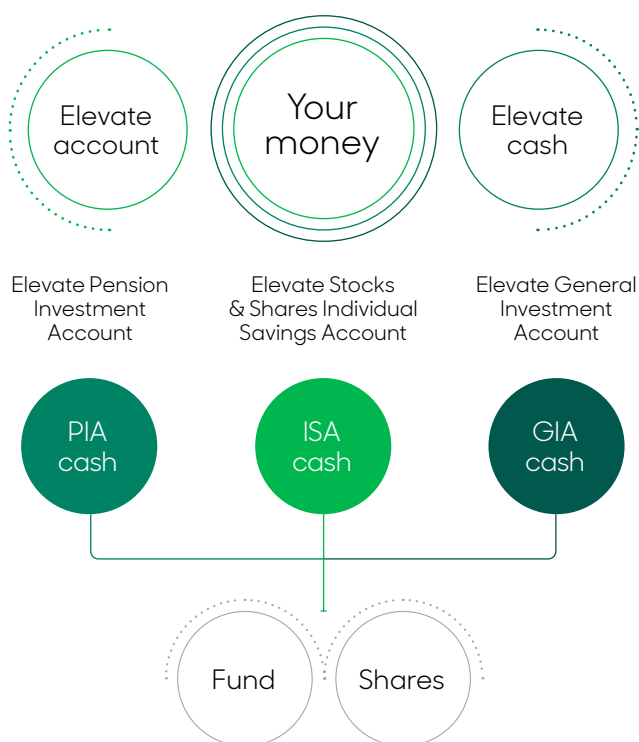 Elevate
account
Your
money
Elevate
cash
Elevate Pension
Investment
Account
Elevate Stocks
& Shares Individual
Savings Account
Elevate General
Investment
Account
PIA
cash
ISA
cash
GIA
cash
Fund
Shares